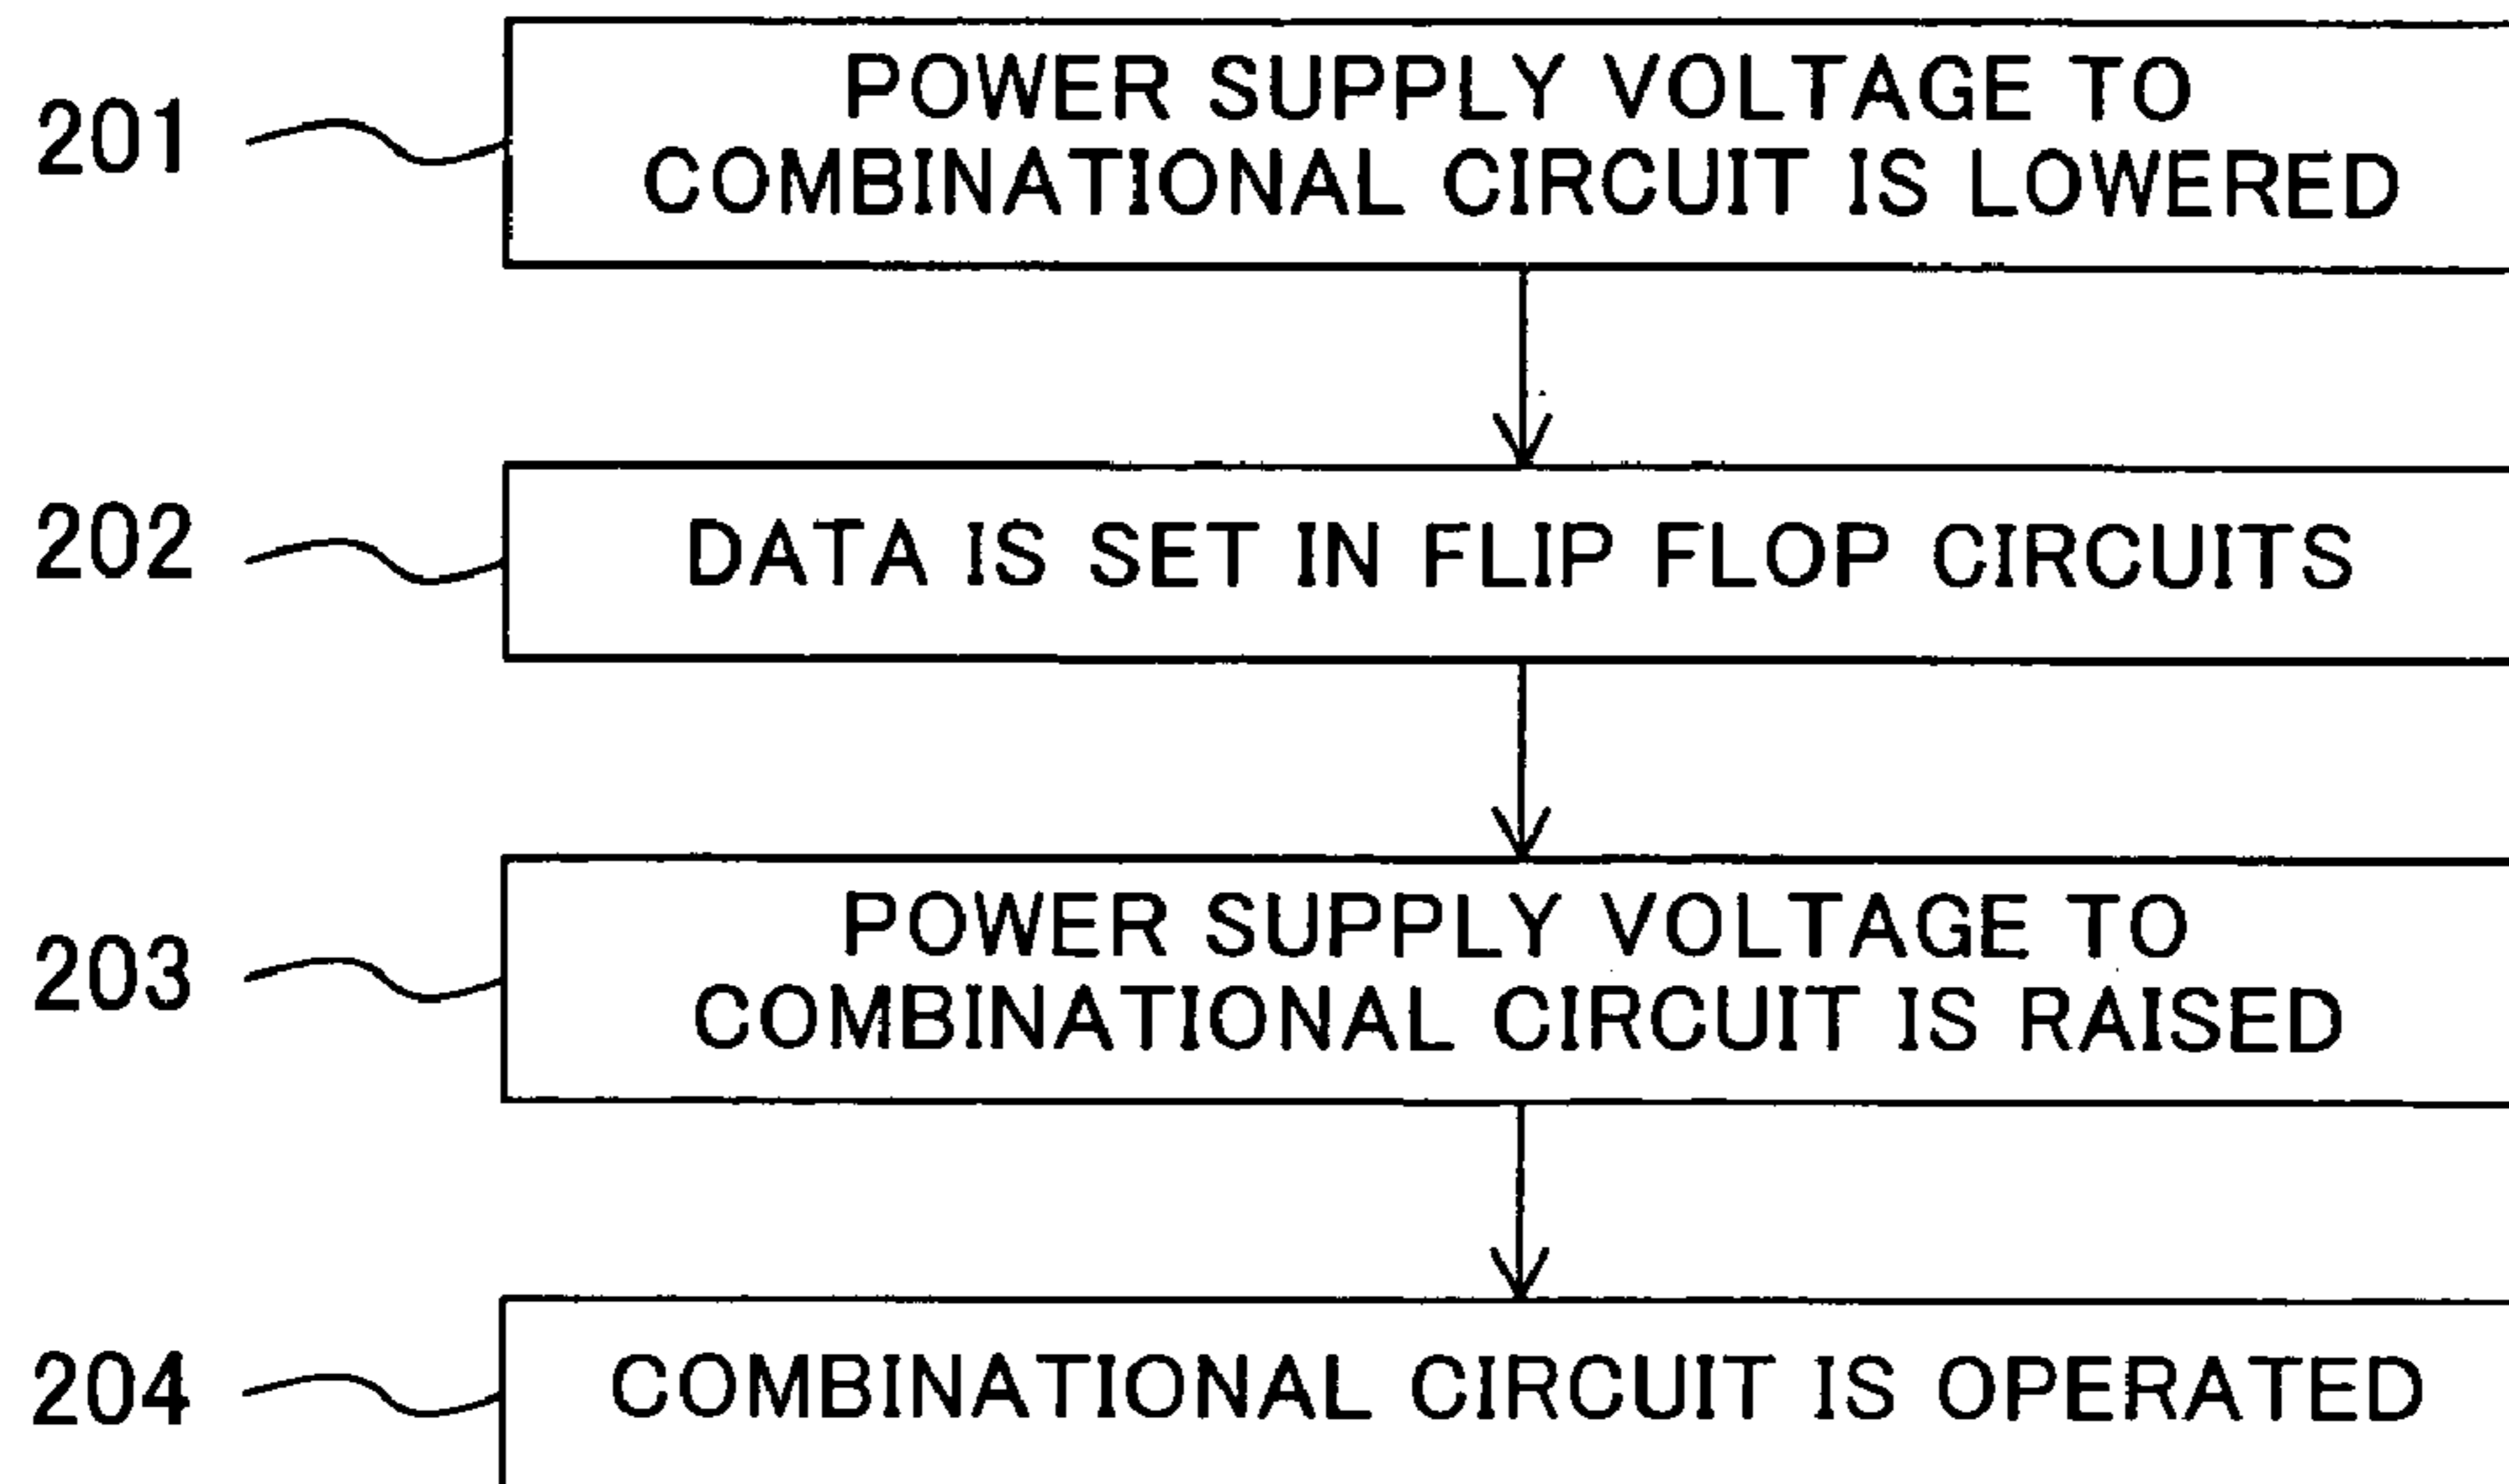 201
POWER SUPPLY VOLTAGE TO
COMBINATIONAL CIRCUIT IS LOWERED
202
DATA IS SET IN FLIP FLOP CIRCUITS
203
POWER SUPPLY VOLTAGE TO
COMBINATIONAL CIRCUIT IS RAISED
204
COMBINATIONAL CIRCUIT IS OPERATED